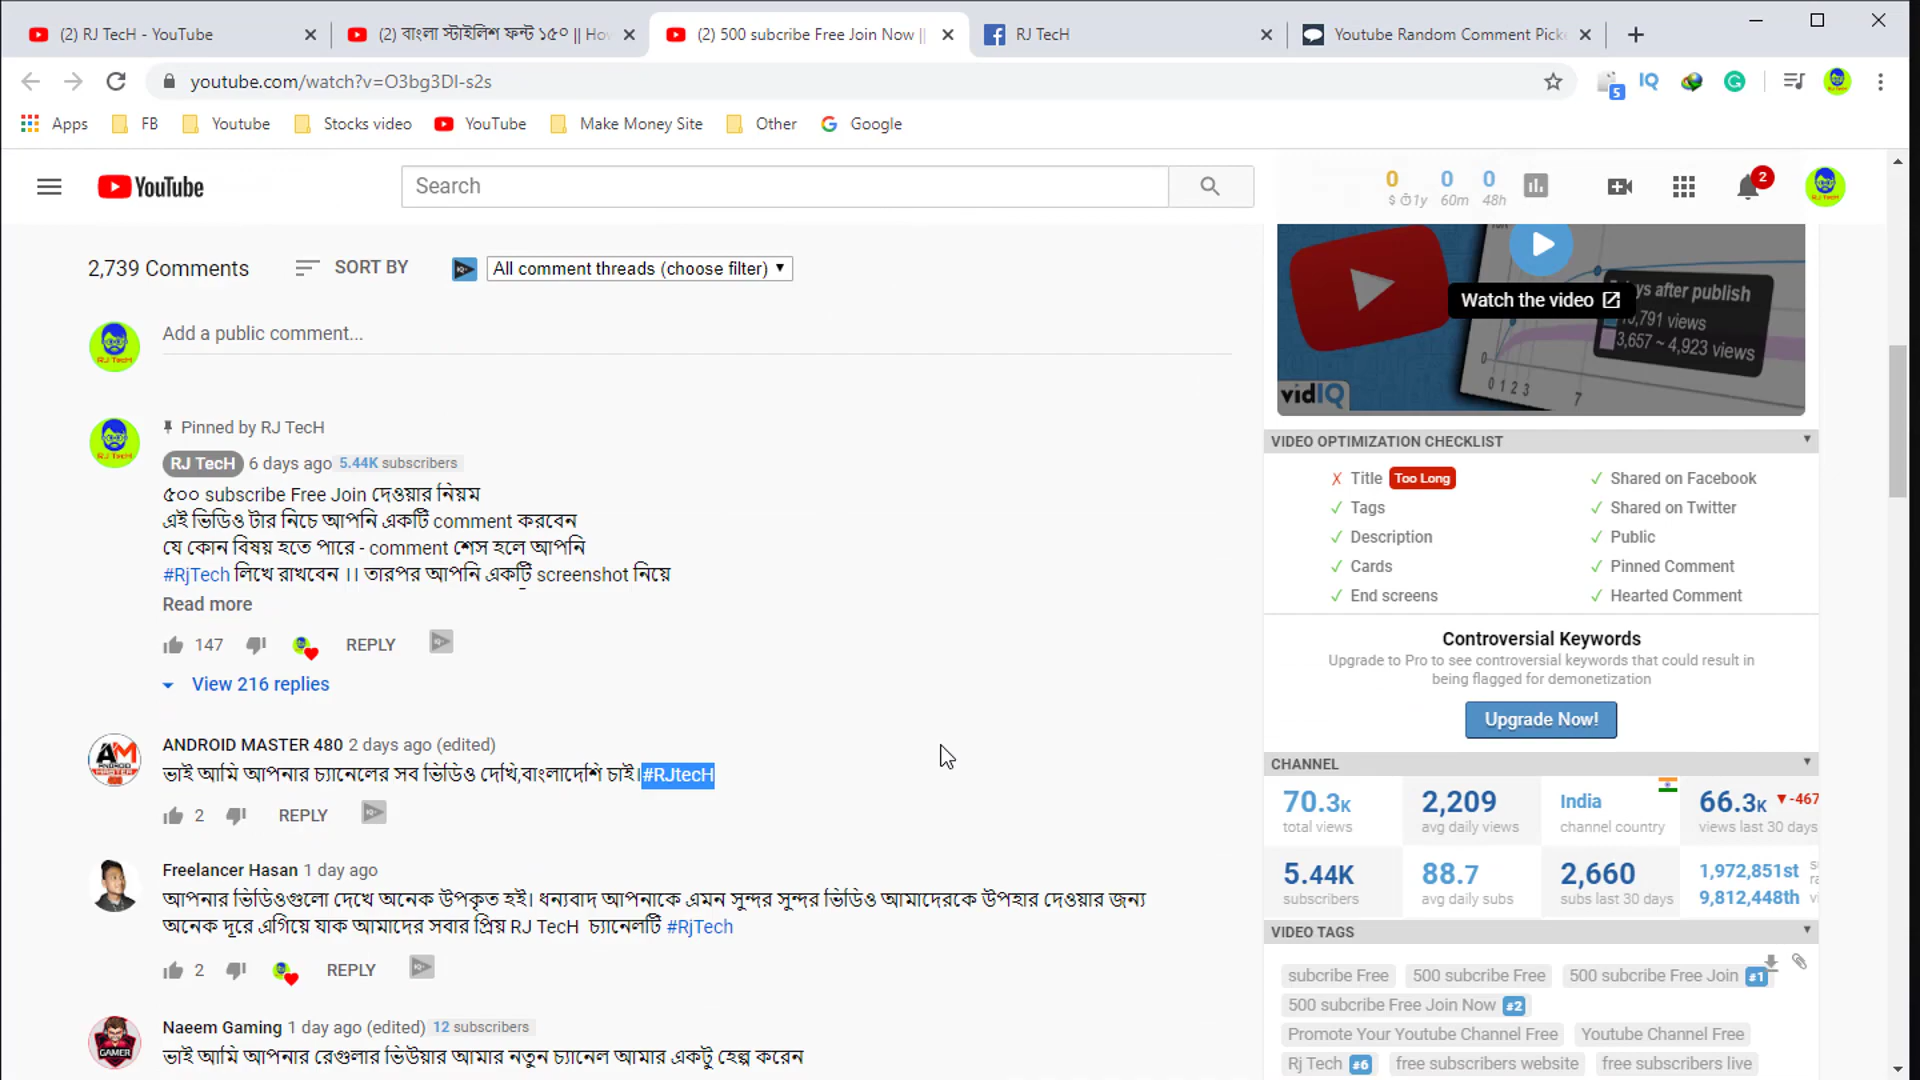 (2) RJ TecH - YouTube
(2) বাংলা স্টাইলিশ ফন্ট ১৫০ || Ho
(2) 500 subcribe Free Join Now ||
RJ TecH
Youtube Random Comment Picke
youtube.com/watch?v=O3bg3DI-s2s
5
IQ
Apps
FB
Youtube
Stocks video
YouTube
Make Money Site
Other
Google
YouTube
Search
0
$ 1y
0
60m
0
48h
2
2,739 Comments
SORT BY
All comment threads (choose filter)
Add a public comment...
Pinned by RJ TecH
RJ TecH 6 days ago 5.44K subscribers
৫০০ subscribe Free Join দেওয়ার নিয়ম
এই ভিডিও টার নিচে আপনি একটি comment করবেন
যে কোন বিষয় হতে পারে - comment শেস হলে আপনি
#RjTech লিখে রাখবেন ।। তারপর আপনি একটি screenshot নিয়ে
Read more
147
REPLY
View 216 replies
ANDROID MASTER 480 2 days ago (edited)
ভাই আমি আপনার চ্যানেলের সব ভিডিও দেখি,বাংলাদেশি চাই।#RJtecH
2
REPLY
Freelancer Hasan 1 day ago
আপনার ভিডিওগুলো দেখে অনেক উপকৃত হই। ধন্যবাদ আপনাকে এমন সুন্দর সুন্দর ভিডিও আমাদেরকে উপহার দেওয়ার জন্য
অনেক দূরে এগিয়ে যাক আমাদের সবার প্রিয় RJ TecH চ্যানেলটি #RjTech
2
REPLY
Naeem Gaming 1 day ago (edited) 12 subscribers
ভাই আমি আপনার রেগুলার ভিউয়ার আমার নতুন চ্যানেল আমার একটু হেল্প করেন
Watch the video
days after publish
,791 views
3,657 ~ 4,923 views
0 1 2 3 7
vidIQ
VIDEO OPTIMIZATION CHECKLIST
Title Too Long
Shared on Facebook
Tags
Shared on Twitter
Description
Public
Cards
Pinned Comment
End screens
Hearted Comment
Controversial Keywords
Upgrade to Pro to see controversial keywords that could result in
being flagged for demonetization
Upgrade Now!
CHANNEL
70.3K
total views
2,209
avg daily views
India
channel country
66.3K -467
views last 30 days
5.44K
subscribers
88.7
avg daily subs
2,660
subs last 30 days
1,972,851st
9,812,448th
VIDEO TAGS
subcribe Free
500 subcribe Free
500 subcribe Free Join #1
500 subcribe Free Join Now #2
Promote Your Youtube Channel Free
Youtube Channel Free
Rj Tech #6
free subscribers website
free subscribers live